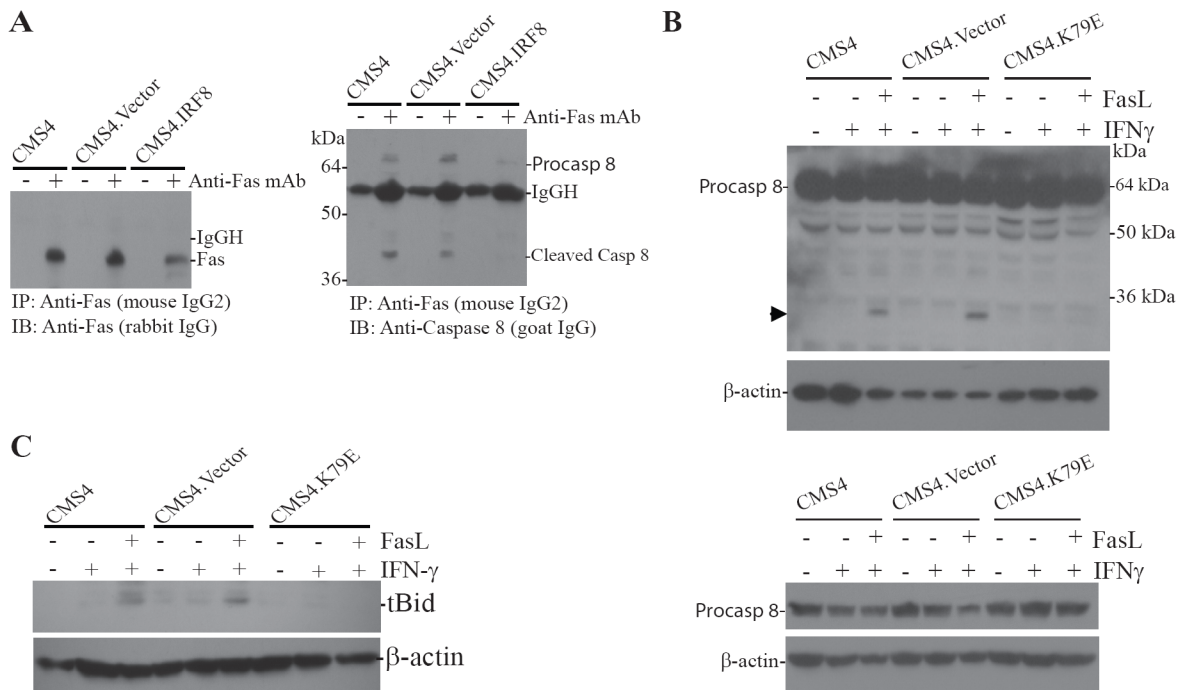 A
CMS4
CMS4.Vector
CMS4.IRF8
- + - + - + Anti-Fas mAb
IgGH
Fas
IP: Anti-Fas (mouse IgG2)
IB: Anti-Fas (rabbit IgG)
CMS4
CMS4.Vector
CMS4.IRF8
- + - + - + Anti-Fas mAb
kDa
64
50
36
Procasp 8
IgGH
Cleaved Casp 8
IP: Anti-Fas (mouse IgG2)
IB: Anti-Caspase 8 (goat IgG)
B
CMS4
CMS4.Vector
CMS4.K79E
- - + - - + - - + FasL
- + + - + + - + + IFNγ
kDa
Procasp 8
64 kDa
50 kDa
36 kDa
β-actin
CMS4
CMS4.Vector
CMS4.K79E
+ + + FasL
- + + - + + - + + IFNγ
Procasp 8
β-actin
C
CMS4
CMS4.Vector
CMS4.K79E
+ + + FasL
- + + - + + - + + IFN-γ
tBid
β-actin